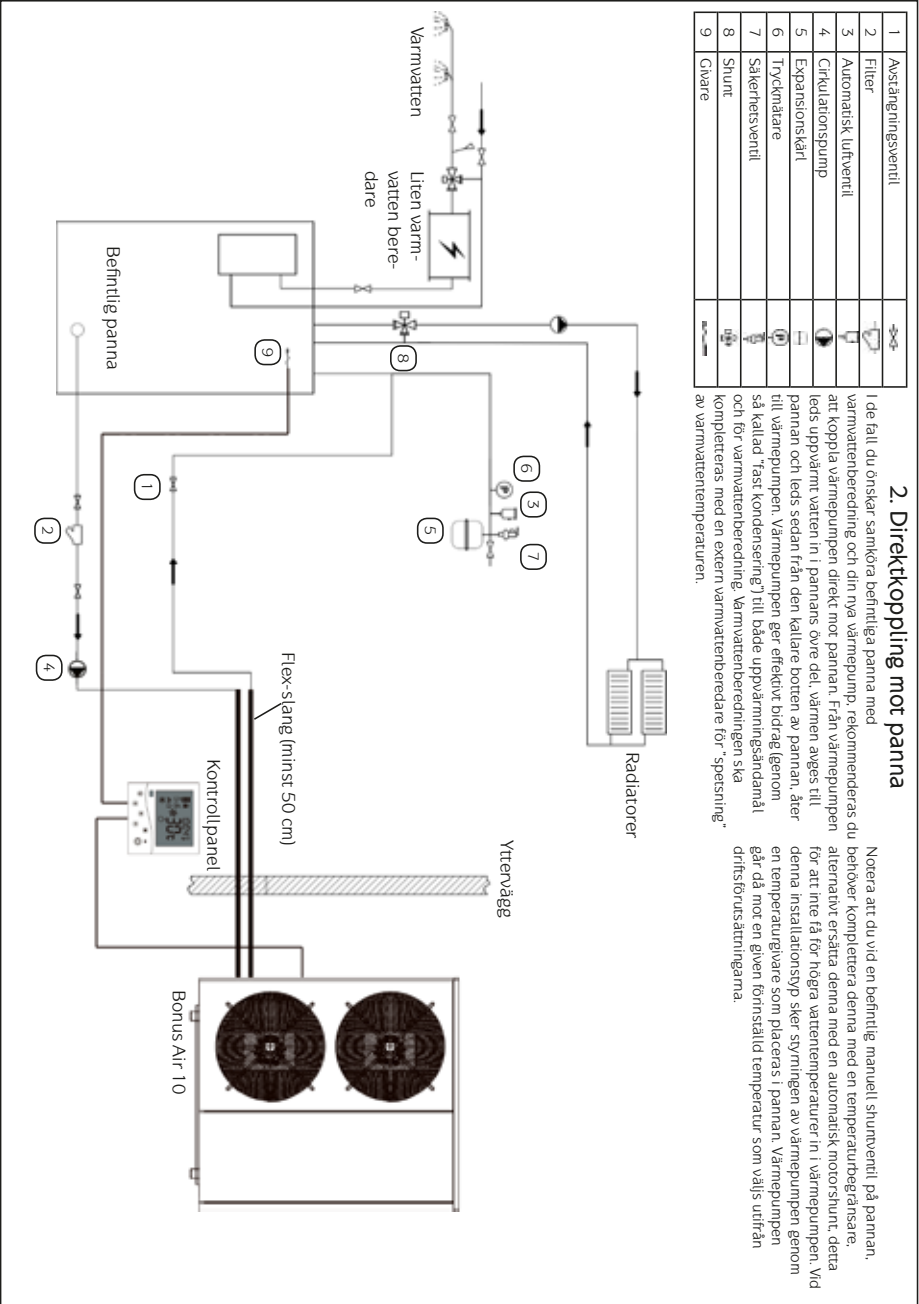 2. Direktkoppling mot panna
1 Avstängningsventil
2 Filter
3 Automatisk luftventil
4 Cirkulationspump
5 Expansionskärl
6 Tryckmätare
7 Säkerhetsventil
8 Shunt
9 Givare
I de fall du önskar samköra befintliga panna med
varmvattenberedning och din nya värmepump, rekommenderas du
att koppla värmepumpen direkt mot pannan. Från värmepumpen
leds uppvärmt vatten in i pannans övre del, värmen avges till
pannan och leds sedan från den kallare botten av pannan, åter
till värmepumpen. Värmepumpen ger effektivt bidrag (genom
så kallad "fast kondensering") till både uppvärmningsändamål
och för varmvattenberedning. Varmvattenberedningen ska
kompletteras med en extern varmvattenberedare för "spetsning"
av varmvattentemperaturen.
Notera att du vid en befintlig manuell shuntventil på pannan,
behöver komplettera denna med en temperaturbegränsare,
alternativt ersätta denna med en automatisk motorshunt, detta
för att inte få för högra vattentemperaturer in i värmepumpen. Vid
denna installationstyp sker styrningen av värmepumpen genom
en temperaturgivare som placeras i pannan. Värmepumpen
går då mot en given förinställd temperatur som väljs utifrån
driftsförutsättningarna.
Varmvatten
Liten varm-
vatten bere-
dare
Radiatorer
Befintlig panna
8
9
6
3
7
5
1
2
4
P
P
Flex-slang (minst 50 cm)
Yttervägg
Kontrollpanel
30°C
Bonus Air 10